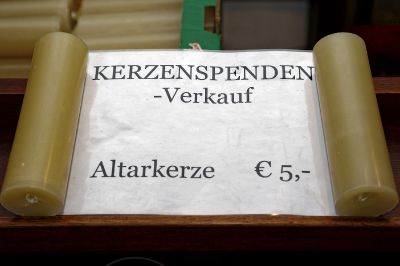 KERZENSPENDEN
-Verkauf
Altarkerze € 5,-